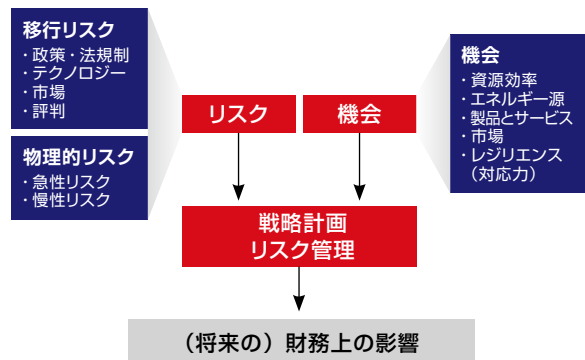 移行リスク
・政策・法規制
・テクノロジー
・市場
・評判
物理的リスク
・急性リスク
・慢性リスク
リスク
機会
機会
・資源効率
・エネルギー源
・製品とサービス
・市場
・レジリエンス
（対応力）
戦略計画
リスク管理
（将来の）財務上の影響